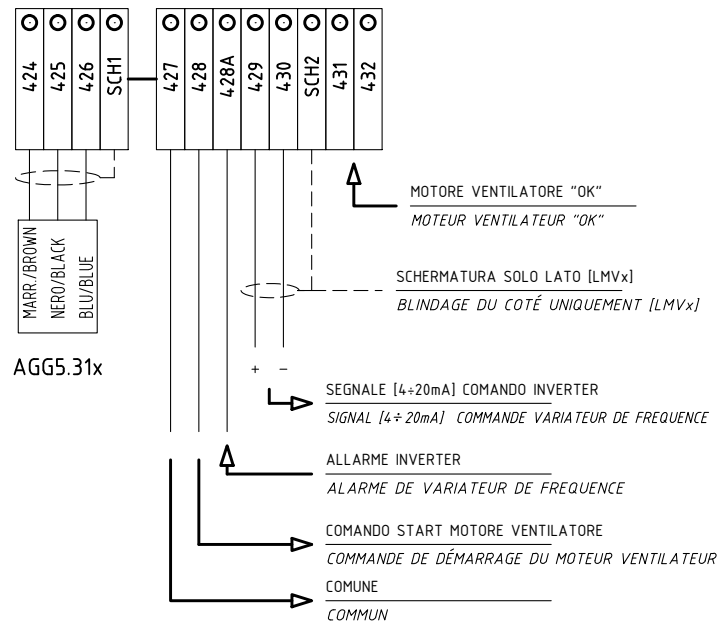 424
425
426
SCH1
427
428
428A
429
430
SCH2
431
432
MARR./BROWN
NERO/BLACK
BLU/BLUE
AGG5.31x
MOTORE VENTILATORE "OK"
MOTEUR VENTILATEUR "OK"
SCHERMATURA SOLO LATO [LMVx]
BLINDAGE DU COTÉ UNIQUEMENT [LMVx]
+ -
SEGNALE [4÷20mA] COMANDO INVERTER
SIGNAL [4÷20mA] COMMANDE VARIATEUR DE FREQUENCE
ALLARME INVERTER
ALARME DE VARIATEUR DE FREQUENCE
COMANDO START MOTORE VENTILATORE
COMMANDE DE DÉMARRAGE DU MOTEUR VENTILATEUR
COMUNE
COMMUN